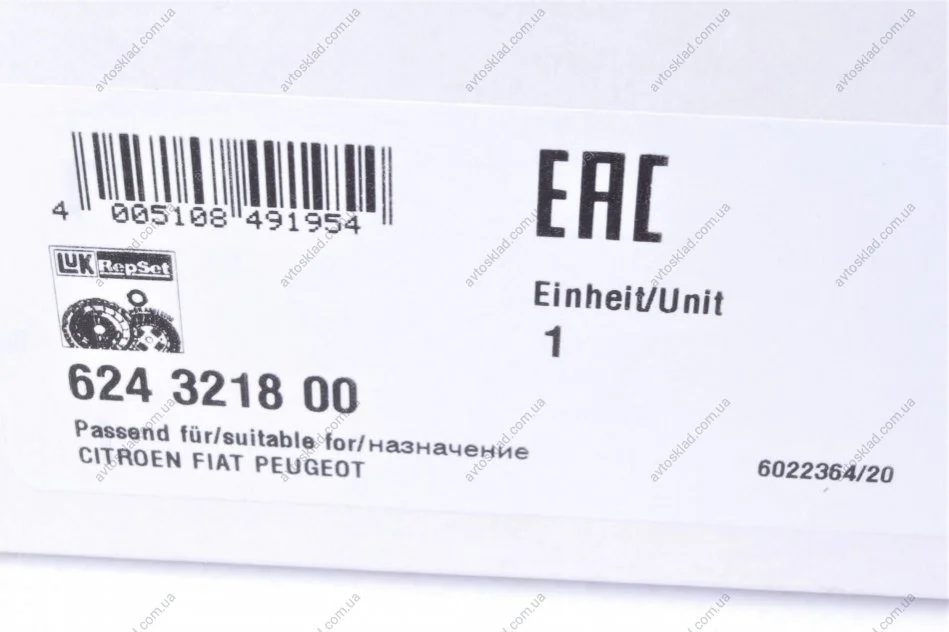 4 005108 491954
EAC
LuK RepSet
Einheit/Unit
1
624 3218 00
Passend für/suitable for/назначение
CITROEN FIAT PEUGEOT
6022364/20
avtosklad.com.ua